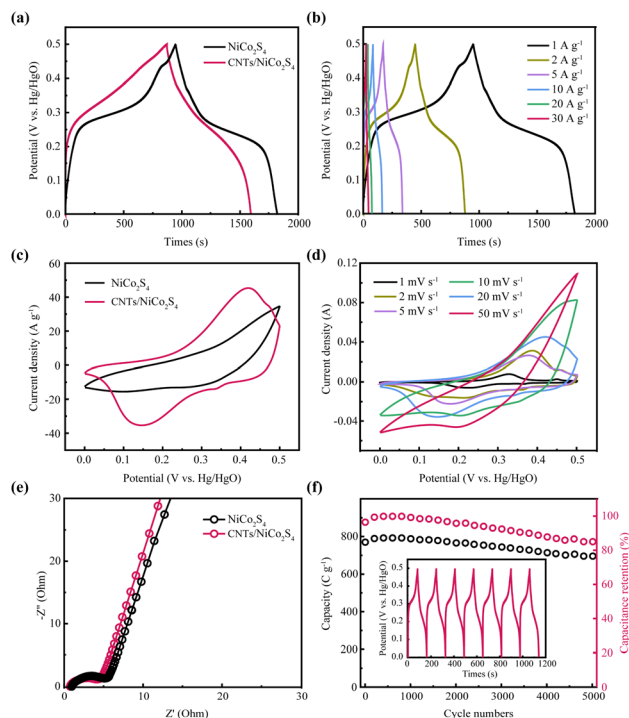 (a)
Potential (V vs. Hg/HgO)
0.5
0.4
0.3
0.2
0.1
0.0
NiCo₂S₄
CNTs/NiCo₂S₄
0 500 1000 1500 2000
Times (s)
(b)
Potential (V vs. Hg/HgO)
0.5
0.4
0.3
0.2
0.1
0.0
1 A g⁻¹
2 A g⁻¹
5 A g⁻¹
10 A g⁻¹
20 A g⁻¹
30 A g⁻¹
0 500 1000 1500 2000
Times (s)
(c)
Current density (A g⁻¹)
60
40
20
0
-20
-40
NiCo₂S₄
CNTs/NiCo₂S₄
0.0 0.1 0.2 0.3 0.4 0.5
Potential (V vs. Hg/HgO)
(d)
Current density (A)
0.12
0.08
0.04
0.00
-0.04
1 mV s⁻¹ 10 mV s⁻¹
2 mV s⁻¹ 20 mV s⁻¹
5 mV s⁻¹ 50 mV s⁻¹
0.0 0.1 0.2 0.3 0.4 0.5
Potential (V vs. Hg/HgO)
(e)
-Z'' (Ohm)
30
20
10
0
NiCo₂S₄
CNTs/NiCo₂S₄
0 10 20 30
Z' (Ohm)
(f)
Capacity (C g⁻¹)
1000
800
600
400
200
0
Potential (V vs. Hg/HgO)
0.5
0.4
0.3
0.2
0.1
0.0
0 200 400 600 800 1000 1200
Times (s)
Capacitance retention (%)
100
80
60
40
20
0
0 1000 2000 3000 4000 5000
Cycle numbers